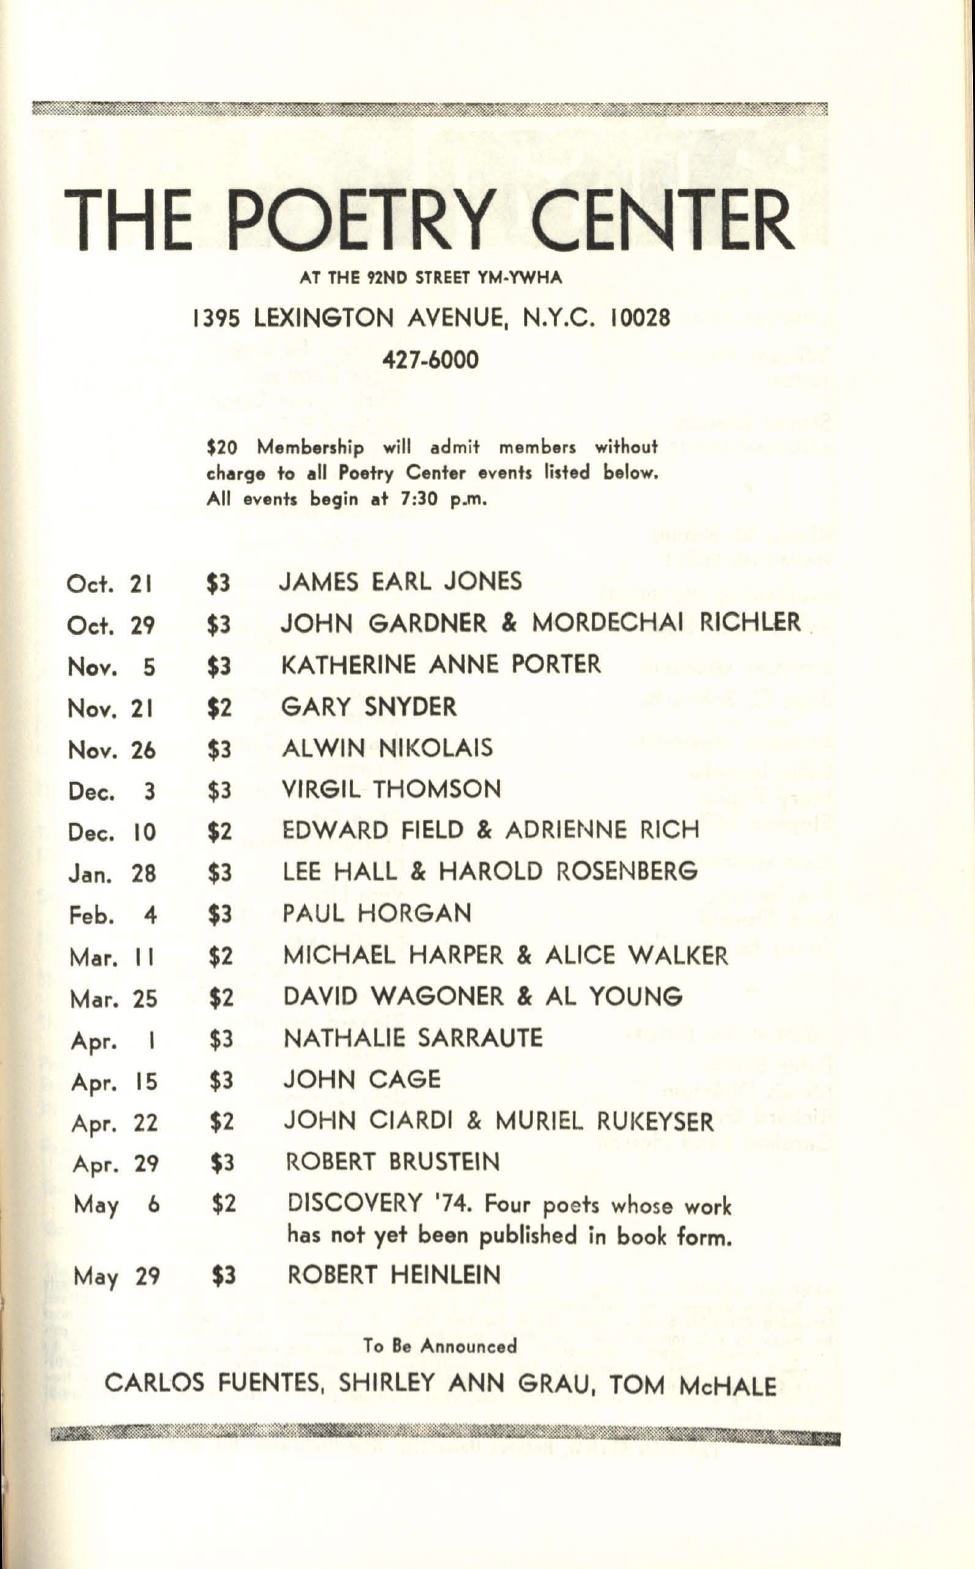 THE POETRY CENTER
AT THE 92ND STREET YM-YWHA
1395 LEXINGTON AVENUE, N.Y.C. 10028
427-6000
$20 Membership will admit members without
charge to all Poetry Center events listed below.
All events begin at 7:30 p.m.
Oct. 21 $3 JAMES EARL JONES
Oct. 29 $3 JOHN GARDNER & MORDECHAI RICHLER
Nov. 5 $3 KATHERINE ANNE PORTER
Nov. 21 $2 GARY SNYDER
Nov. 26 $3 ALWIN NIKOLAIS
Dec. 3 $3 VIRGIL THOMSON
Dec. 10 $2 EDWARD FIELD & ADRIENNE RICH
Jan. 28 $3 LEE HALL & HAROLD ROSENBERG
Feb. 4 $3 PAUL HORGAN
Mar. 11 $2 MICHAEL HARPER & ALICE WALKER
Mar. 25 $2 DAVID WAGONER & AL YOUNG
Apr. 1 $3 NATHALIE SARRAUTE
Apr. 15 $3 JOHN CAGE
Apr. 22 $2 JOHN CIARDI & MURIEL RUKEYSER
Apr. 29 $3 ROBERT BRUSTEIN
May 6 $2 DISCOVERY '74. Four poets whose work
has not yet been published in book form.
May 29 $3 ROBERT HEINLEIN
To Be Announced
CARLOS FUENTES, SHIRLEY ANN GRAU, TOM McHALE